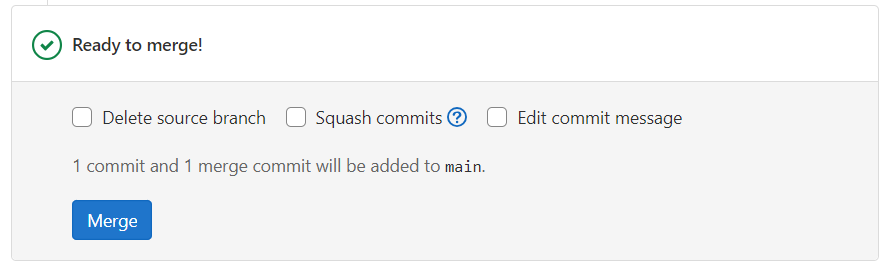 Ready to merge!
Delete source branch Squash commits ? Edit commit message
1 commit and 1 merge commit will be added to main.
Merge